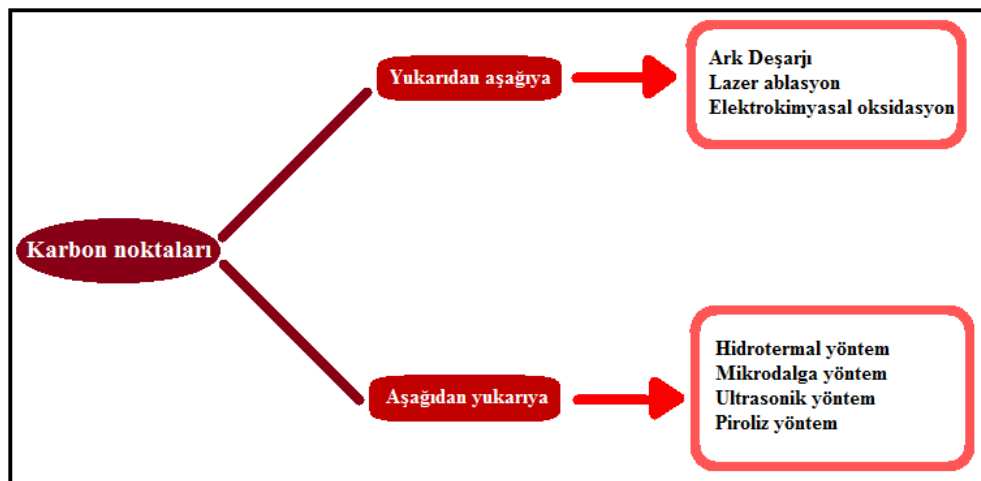 Karbon noktaları
Yukarıdan aşağıya
Ark Deşarjı
Lazer ablasyon
Elektrokimyasal oksidasyon
Aşağıdan yukarıya
Hidrotermal yöntem
Mikrodalga yöntem
Ultrasonik yöntem
Piroliz yöntem